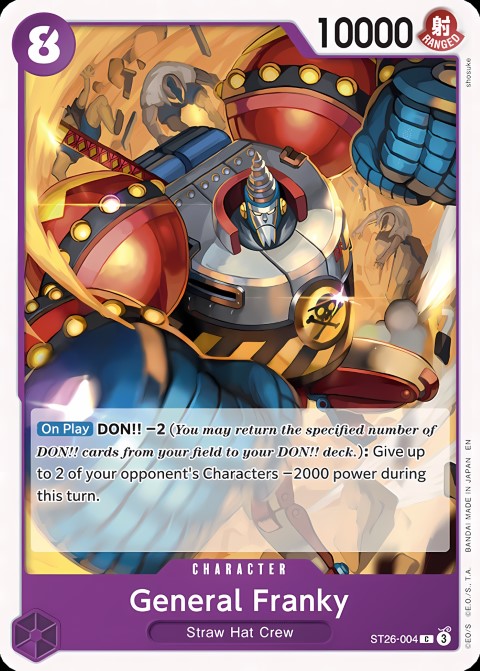 8
10000
射
RANGED
shosuke
On Play DON!! −2 (You may return the specified number of
DON!! cards from your field to your DON!! deck.): Give up
to 2 of your opponent's Characters −2000 power during
this turn.
CHARACTER
General Franky
Straw Hat Crew
ST26-004 C 3
©E.O/S ©E.O./S., T.A. BANDAI MADE IN JAPAN EN